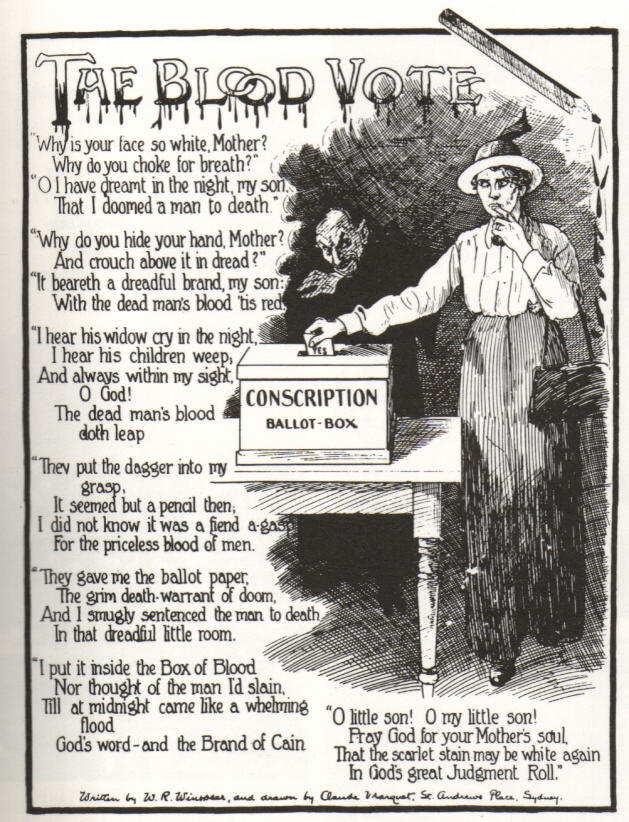 THE BLOOD VOTE
"Why is your face so white, Mother?
Why do you choke for breath?"
"O I have dreamt in the night, my son,
That I doomed a man to death."
"Why do you hide your hand, Mother?
And crouch above it in dread?"
"It beareth a dreadful brand, my son;
With the dead man's blood 'tis red
"I hear his widow cry in the night,
I hear his children weep;
And always within my sight,
O God!
The dead man's blood
doth leap
"They put the dagger into my
grasp,
It seemed but a pencil then;
I did not know it was a fiend a-gasp
For the priceless blood of men.
"They gave me the ballot paper,
The grim death-warrant of doom,
And I smugly sentenced the man to death
In that dreadful little room.
"I put it inside the Box of Blood
Nor thought of the man I'd slain,
Till at midnight came like a whelming
flood
God's word - and the Brand of Cain
"O little son! O my little son!
Pray God for your Mother's soul,
That the scarlet stain may be white again
In God's great Judgment Roll."
YES
CONSCRIPTION
BALLOT-BOX
Written by W. R. Winspear, and drawn by Claude Marquet, St. Andrews Place, Sydney.